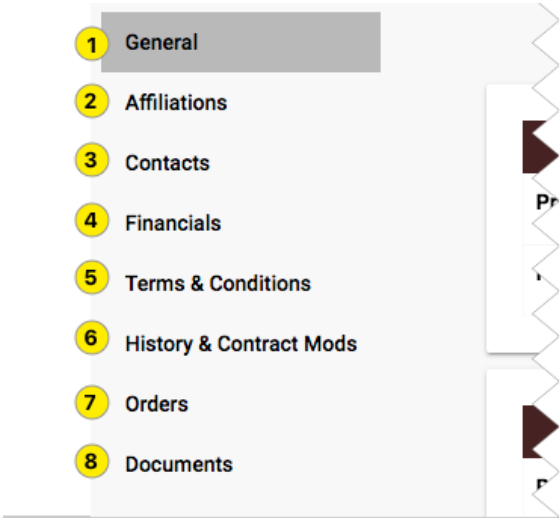 1 General
2 Affiliations
3 Contacts
4 Financials
5 Terms & Conditions
6 History & Contract Mods
7 Orders
8 Documents